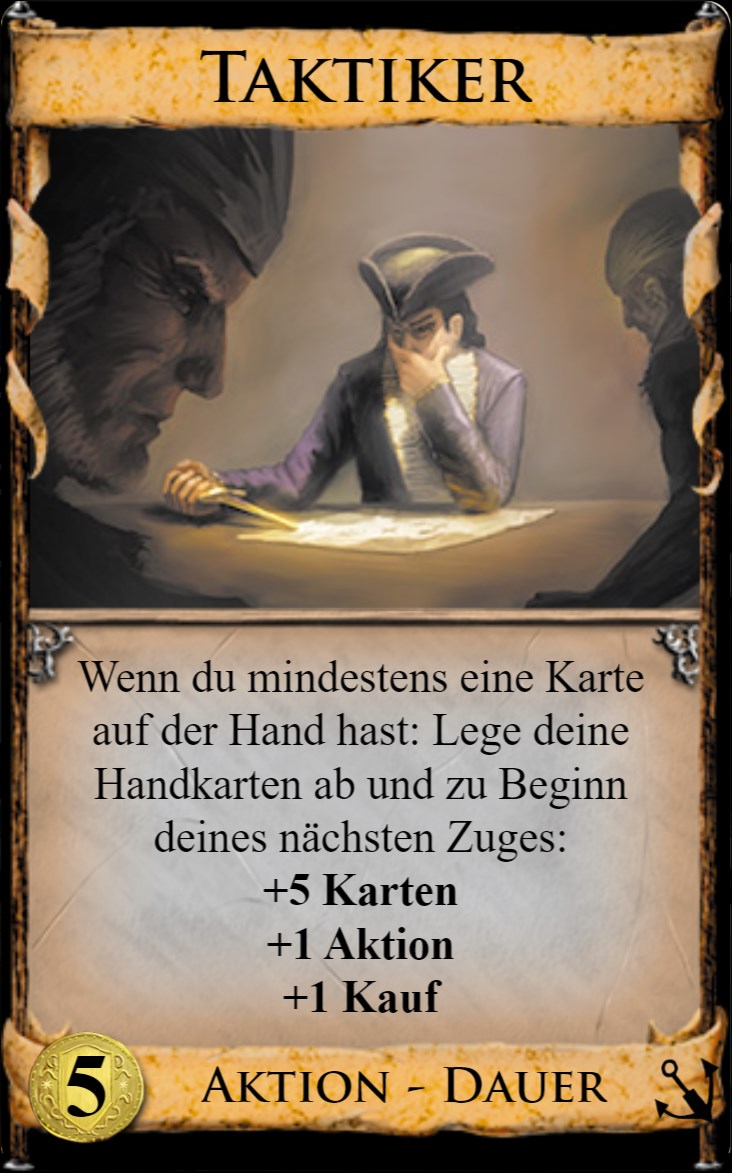 Taktiker
Wenn du mindestens eine Karte
auf der Hand hast: Lege deine
Handkarten ab und zu Beginn
deines nächsten Zuges:
+5 Karten
+1 Aktion
+1 Kauf
5
Aktion - Dauer